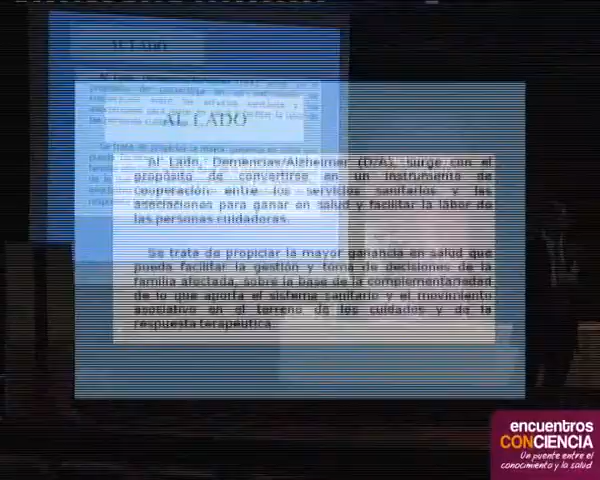 AL LADO
Al Lado, Demencias/Alzheimer (D/A), surge con el
propósito de convertirse en un instrumento de
cooperación entre los servicios sanitarios y las
asociaciones para ganar en salud y facilitar la labor de
las personas cuidadoras.
Se trata de propiciar la mayor ganancia en salud que
pueda facilitar la gestión y toma de decisiones de la
familia afectada, sobre la base de la complementariedad
de lo que aporta el sistema sanitario y el movimiento
asociativo en el terreno de los cuidados y de la
respuesta terapéutica.
encuentros
CONCIENCIA
Un puente entre el
conocimiento y la salud